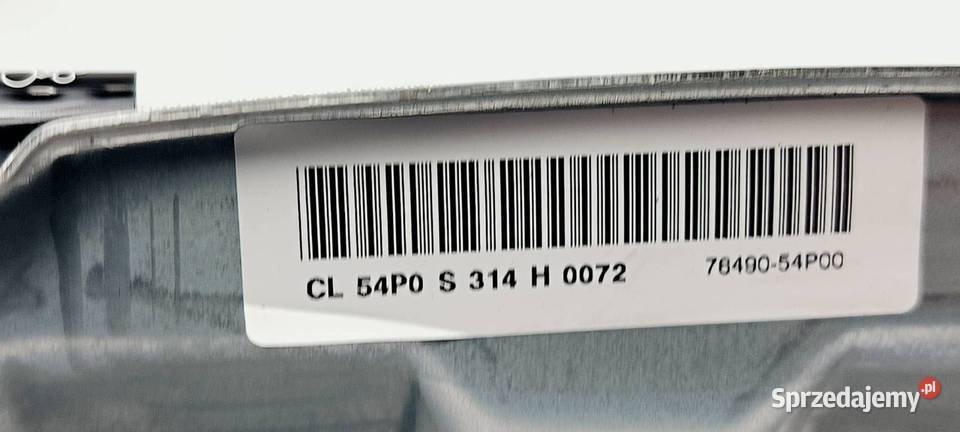 CL 54P0 S 314 H 0072
76490-54P00
Sprzedajemy.pl